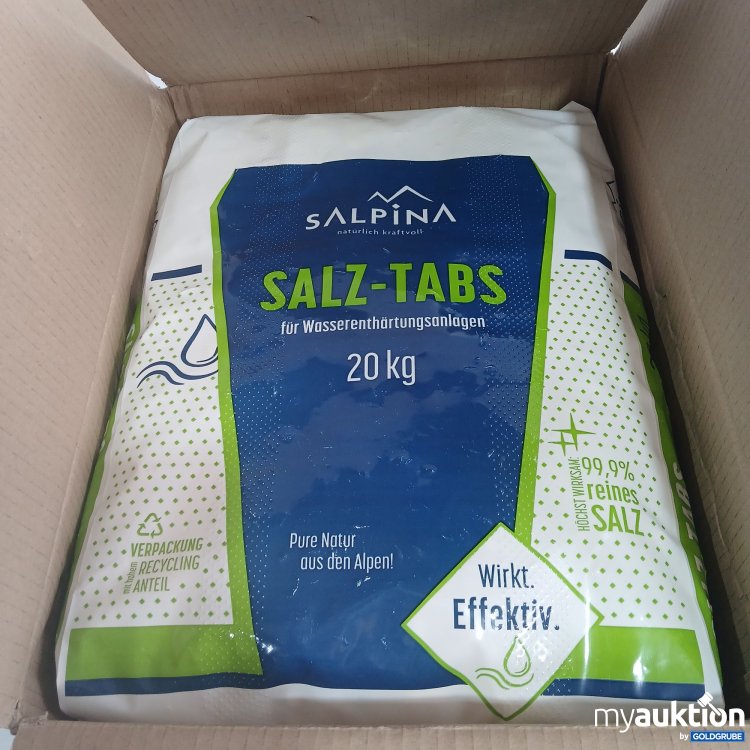 SALPINA
natürlich kraftvoll
SALZ-TABS
für Wasserenthärtungsanlagen
20 kg
HÖCHST WIRKSAM:
99,9%
reines
SALZ
VERPACKUNG
mit hohem RECYCLING
ANTEIL
Pure Natur
aus den Alpen!
Wirkt.
Effektiv.
TABS
myauktion
by GOLDGRUBE